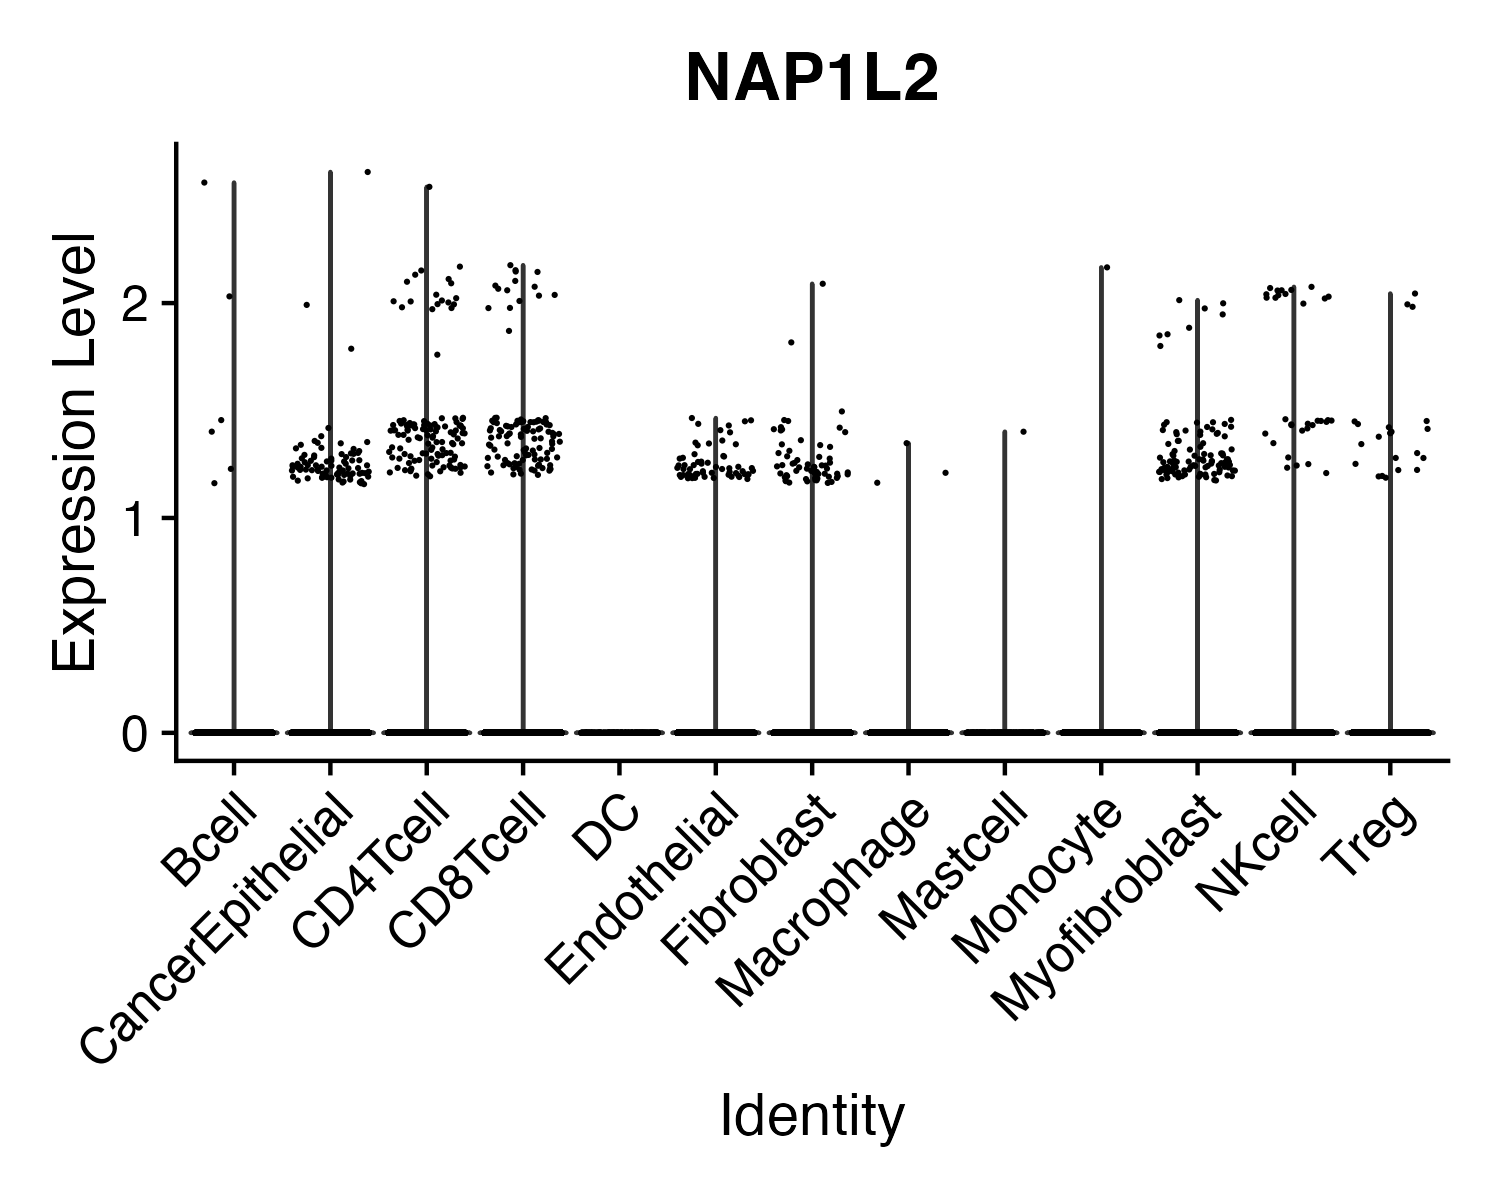 NAP1L2
Expression Level
2
1
0
Bcell
CancerEpithelial
CD4Tcell
CD8Tcell
DC
Endothelial
Fibroblast
Macrophage
Mastcell
Monocyte
Myofibroblast
NKcell
Treg
Identity